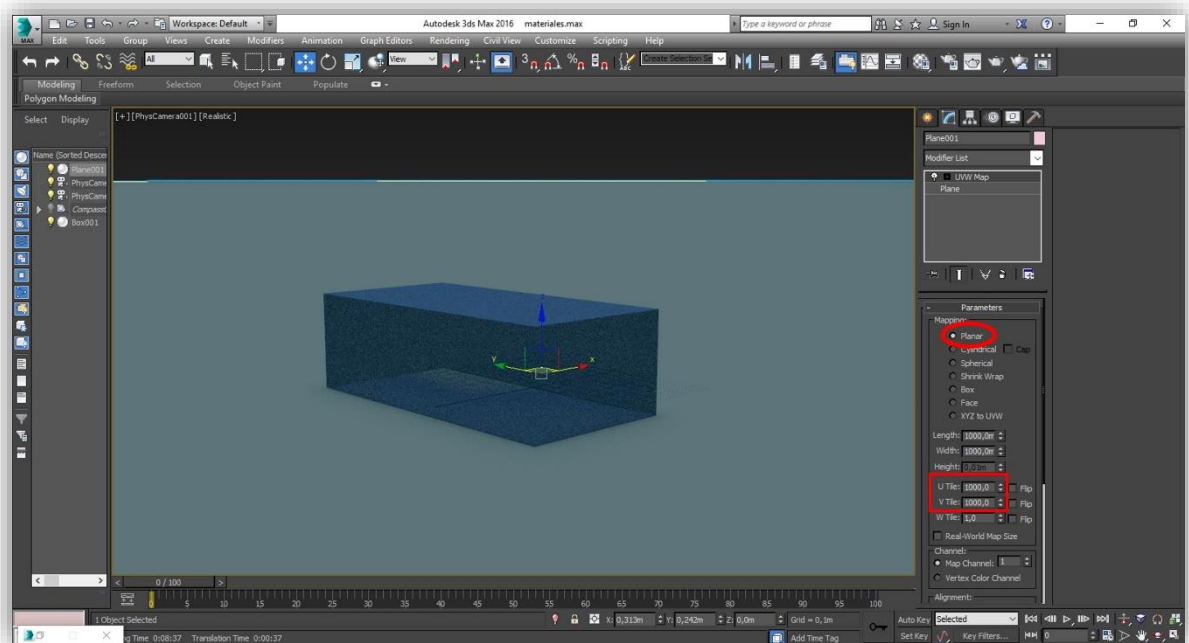 Workspace: Default
Autodesk 3ds Max 2016 materiales.max
Type a keyword or phrase
Sign In
MAX
Edit Tools Group Views Create Modifiers Animation Graph Editors Rendering Civil View Customize Scripting Help
All
View
3
Create Selection Se
Modeling Freeform Selection Object Paint Populate
Polygon Modeling
Select Display
[+] [PhysCamera001] [Realistic]
Name (Sorted Descen
Plane001
PhysCame
PhysCame
Compass
Box001
z
y
x
Plane001
Modifier List
UVW Map
Plane
- Parameters
Mapping:
Planar
Cylindrical Cap
Spherical
Shrink Wrap
Box
Face
XYZ to UVW
Length: 1000,0m
Width: 1000,0m
Height: 0,01m
U Tile: 1000,0 Flip
V Tile: 1000,0 Flip
W Tile: 1,0 Flip
Real-World Map Size
Channel:
Map Channel: 1
Vertex Color Channel
Alignment:
< >
< 0 / 100 >
0 5 10 15 20 25 30 35 40 45 50 55 60 65 70 75 80 85 90 95 100
1 Object Selected
X: 0,313m Y: 0,242m Z: 0,0m Grid = 0,1m
Auto Key Selected
Time 0:08:37 Translation Time 0:00:37
Add Time Tag
Set Key Key Filters... 0